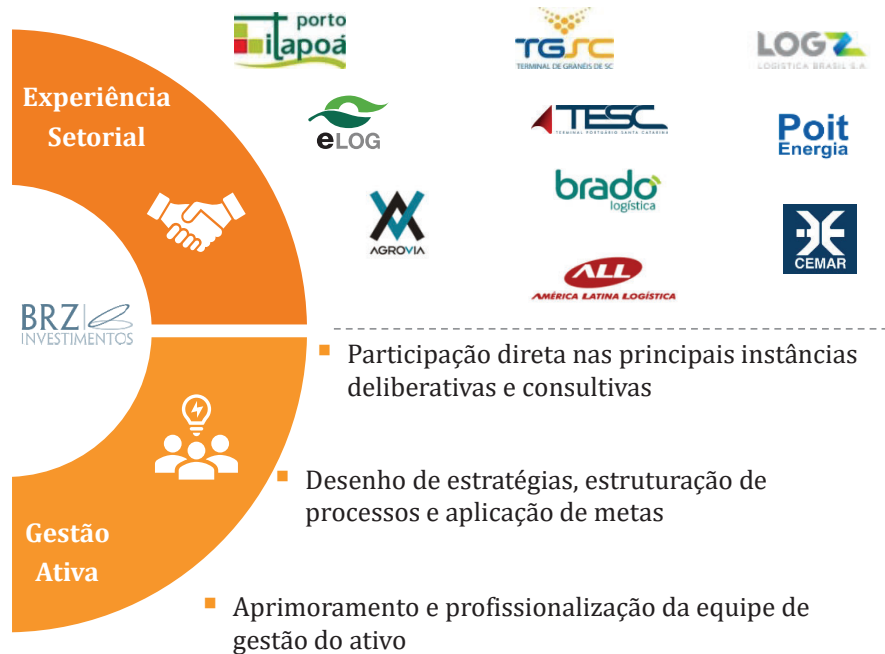 Experiência
Setorial
porto
itapoá
TGSC
TERMINAL DE GRANÉIS DE SC
LOGZ
LOGÍSTICA BRASIL S.A.
eLOG
TESC
TERMINAL PORTUÁRIO SANTA CATARINA
Poit
Energia
AGROVIA
brado
logística
CEMAR
ALL
AMÉRICA LATINA LOGÍSTICA
BRZ
INVESTIMENTOS
▪ Participação direta nas principais instâncias
deliberativas e consultivas
▪ Desenho de estratégias, estruturação de
processos e aplicação de metas
Gestão
Ativa
▪ Aprimoramento e profissionalização da equipe de
gestão do ativo